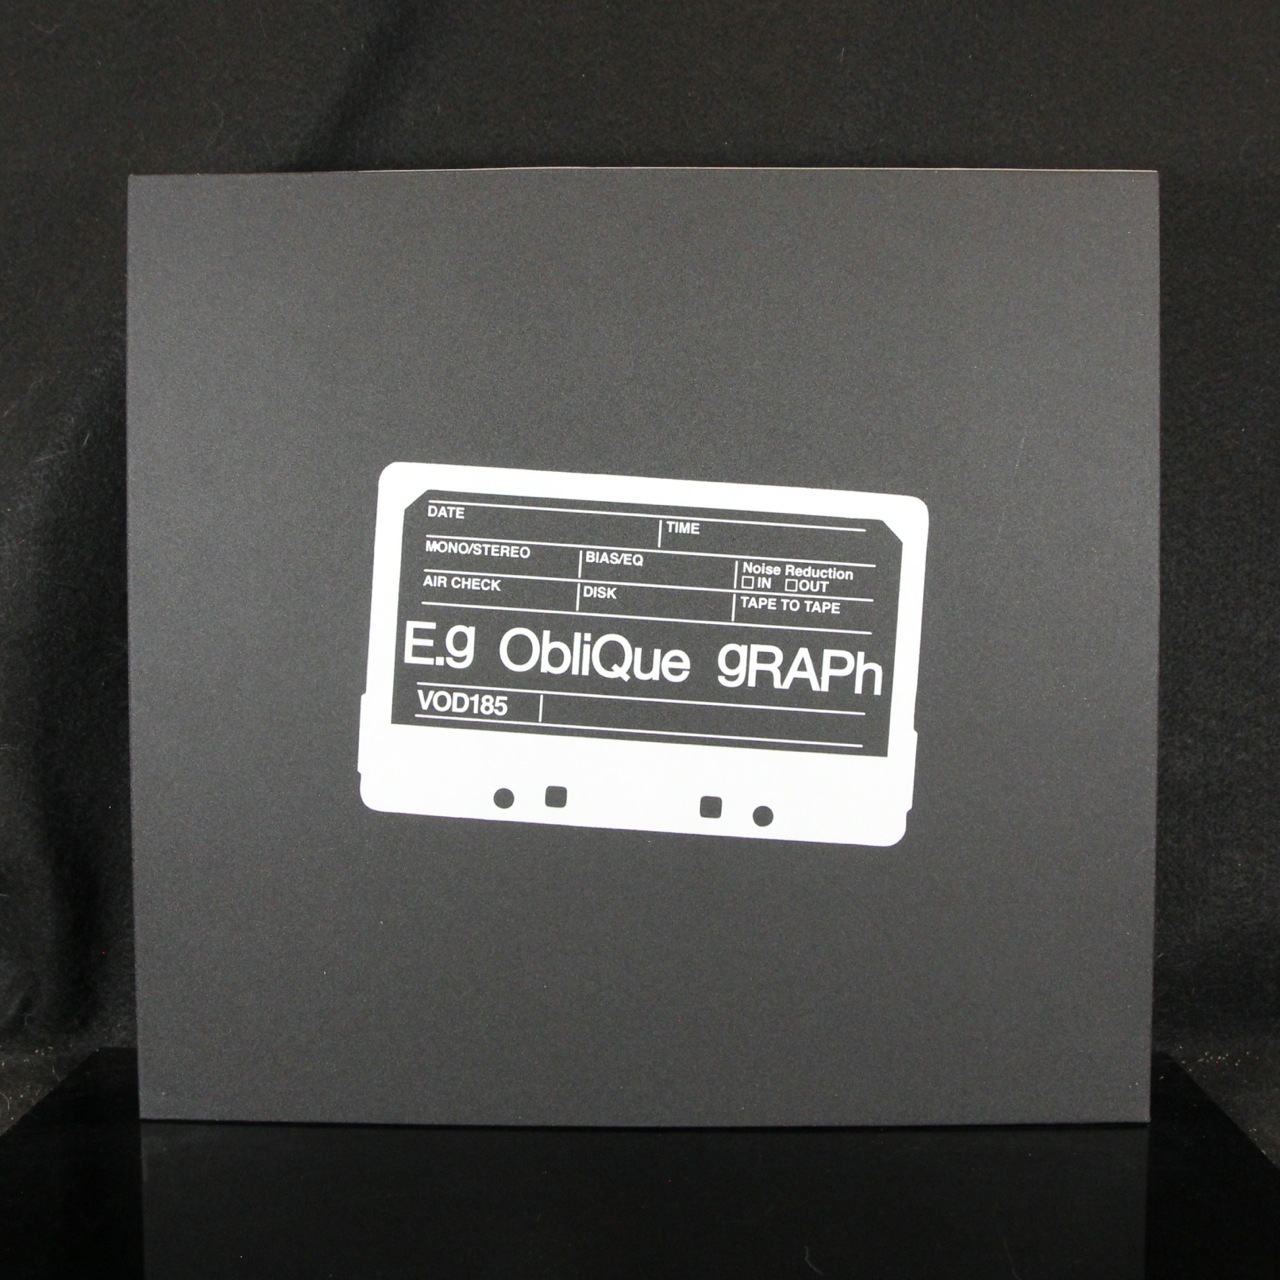 DATE TIME
MONO/STEREO BIAS/EQ Noise Reduction
□ IN □ OUT
AIR CHECK DISK TAPE TO TAPE
E.g ObliQue gRAPh
VOD185